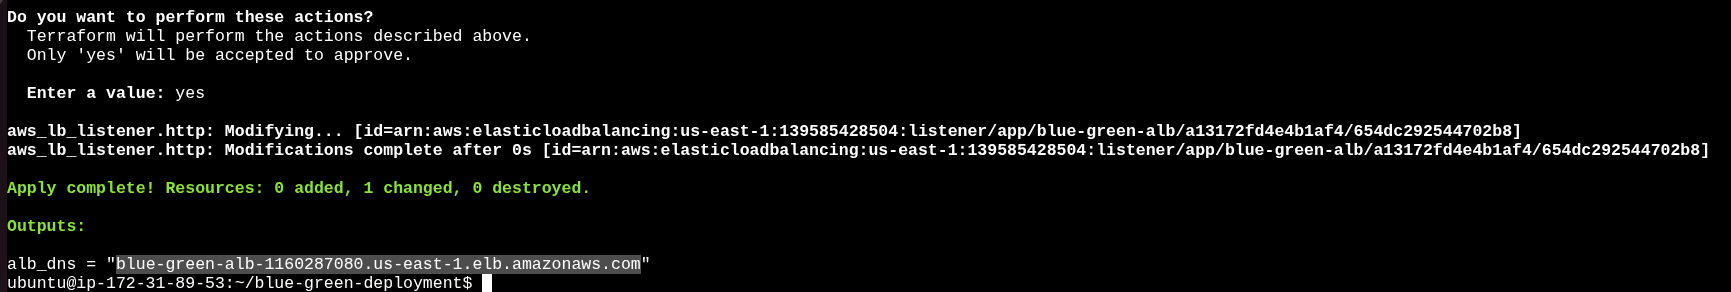 Do you want to perform these actions?
Terraform will perform the actions described above.
Only 'yes' will be accepted to approve.
Enter a value: yes
aws_lb_listener.http: Modifying... [id=arn:aws:elasticloadbalancing:us-east-1:139585428504:listener/app/blue-green-alb/a13172fd4e4b1af4/654dc292544702b8]
aws_lb_listener.http: Modifications complete after 0s [id=arn:aws:elasticloadbalancing:us-east-1:139585428504:listener/app/blue-green-alb/a13172fd4e4b1af4/654dc292544702b8]
Apply complete! Resources: 0 added, 1 changed, 0 destroyed.
Outputs:
alb_dns = "blue-green-alb-1160287080.us-east-1.elb.amazonaws.com"
ubuntu@ip-172-31-89-53:~/blue-green-deployment$